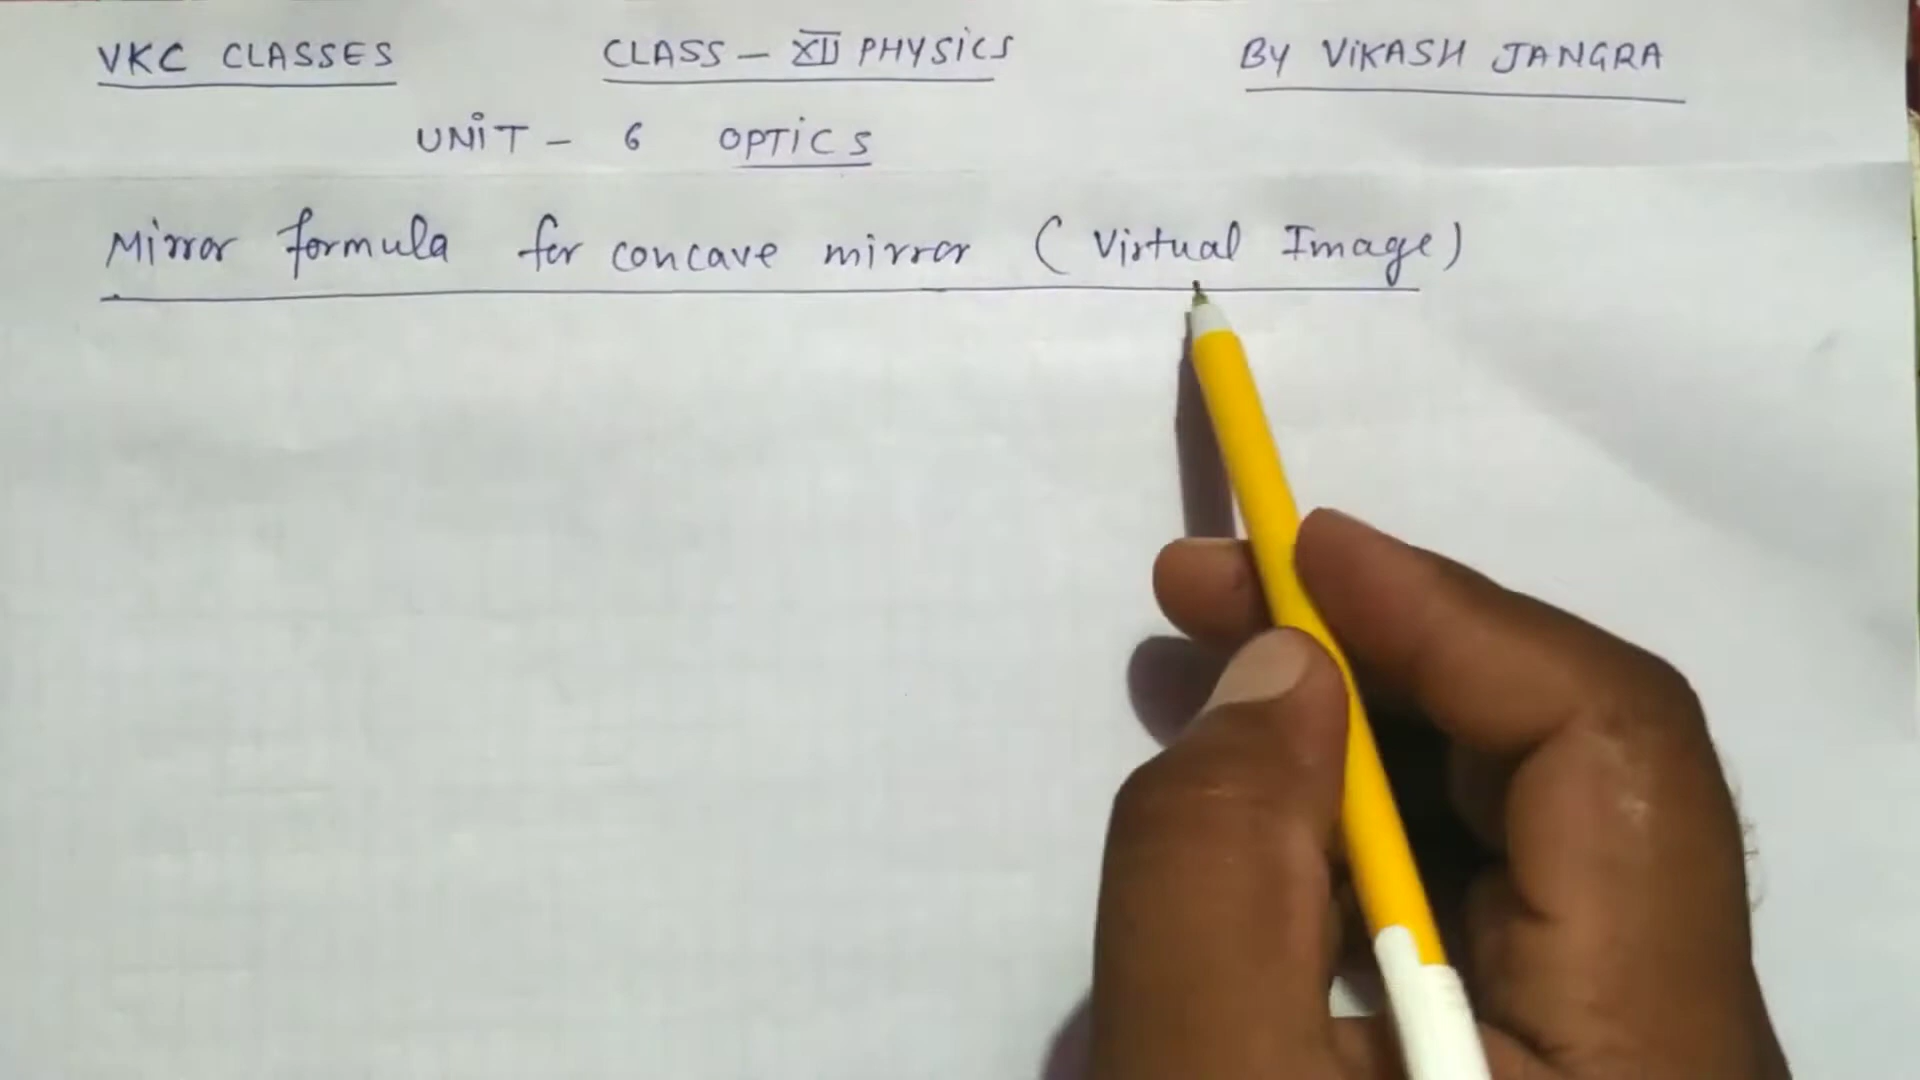 VKC CLASSES CLASS - XII PHYSICS BY VIKASH JANGRA
UNIT - 6 OPTICS
Mirror formula for concave mirror (Virtual Image)